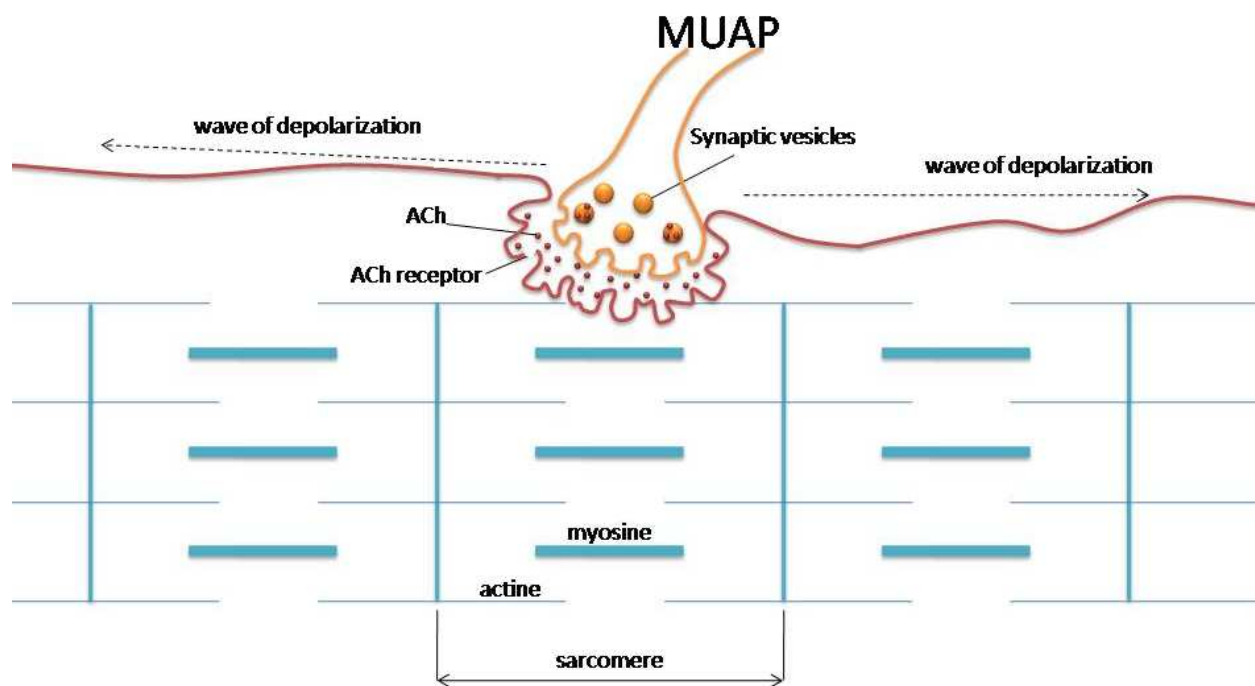 MUAP
wave of depolarization
Synaptic vesicles
wave of depolarization
ACh
ACh receptor
myosine
actine
sarcomere